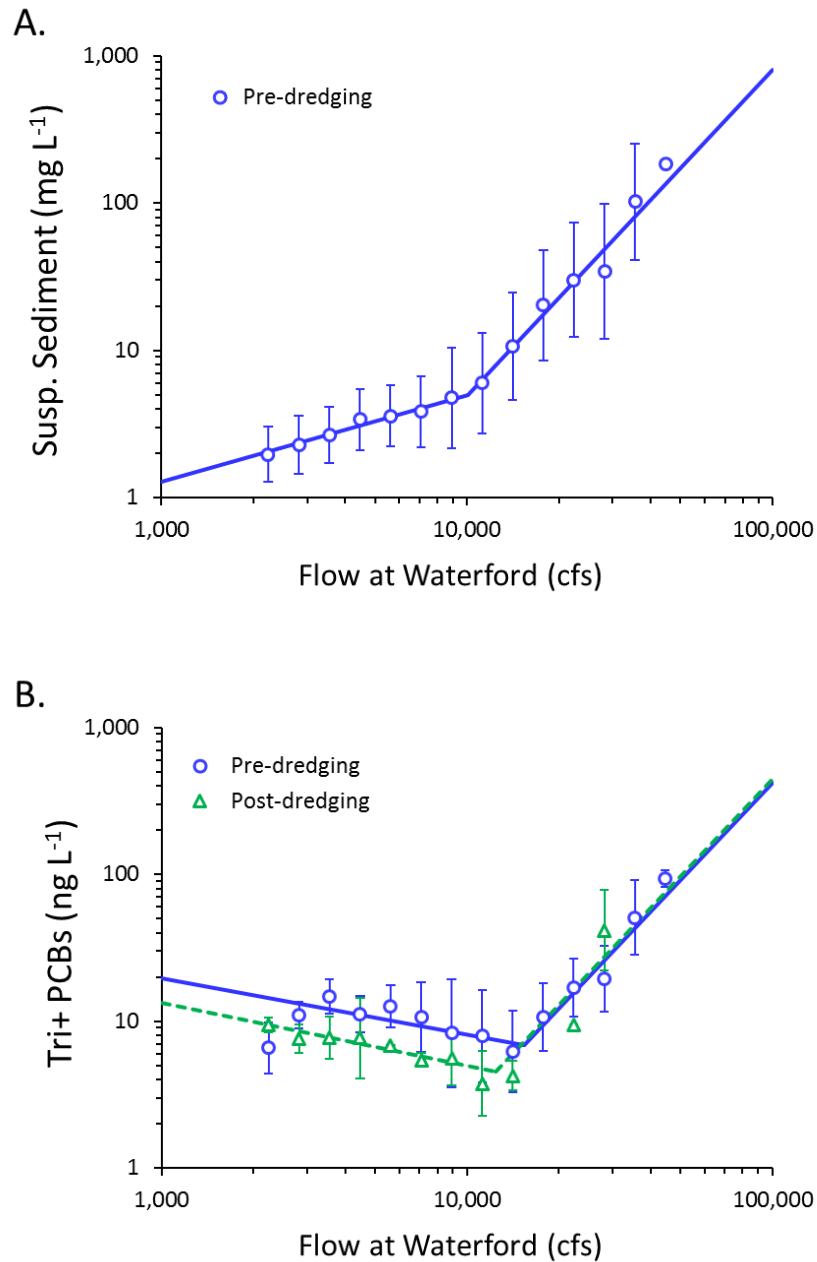 A.
1,000
Pre-dredging
100
10
1
Susp. Sediment (mg L⁻¹)
1,000
10,000
100,000
Flow at Waterford (cfs)
B.
1,000
Pre-dredging
Post-dredging
100
10
1
Tri+ PCBs (ng L⁻¹)
1,000
10,000
100,000
Flow at Waterford (cfs)